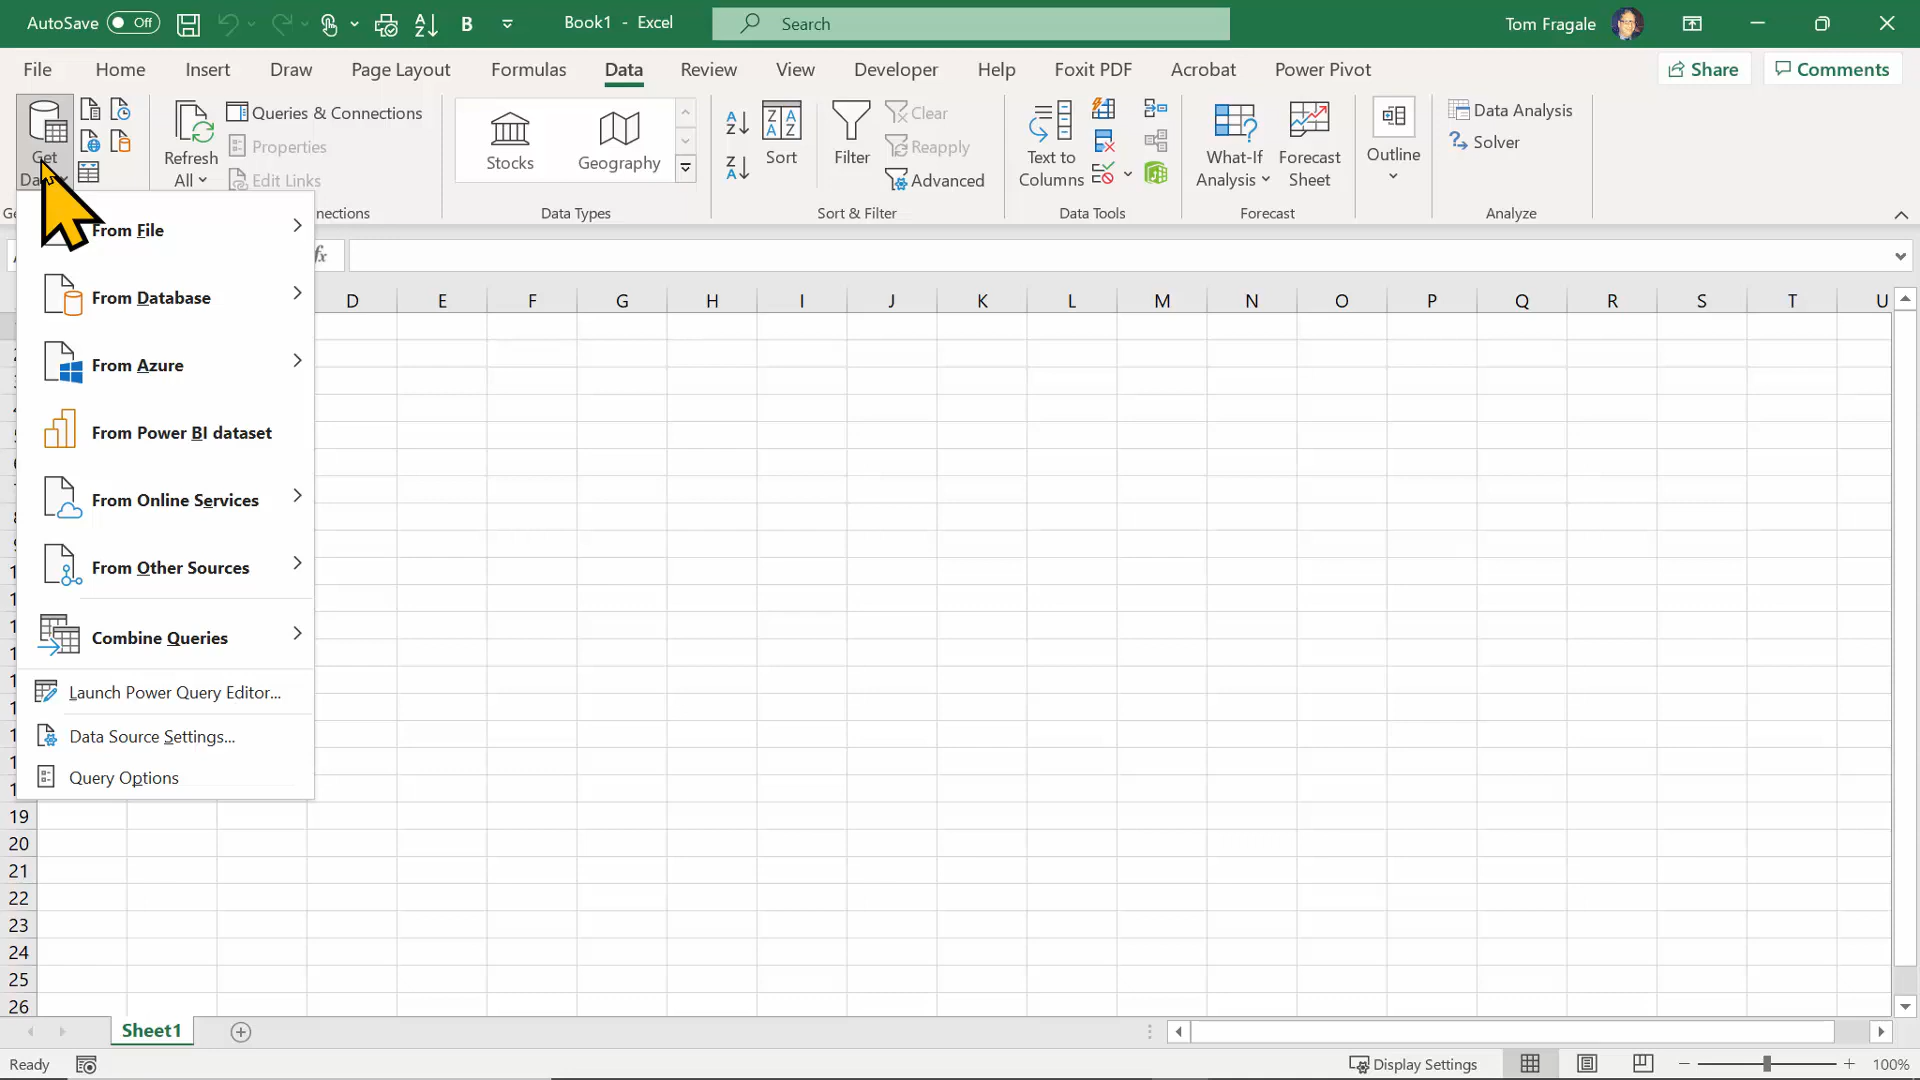 AutoSave Off
B
Book1 - Excel
Search
Tom Fragale
File Home Insert Draw Page Layout Formulas Data Review View Developer Help Foxit PDF Acrobat Power Pivot
Share
Comments
Get
Refresh
All
Queries & Connections
Properties
Edit Links
Stocks
Geography
Data Types
Sort
Filter
Clear
Reapply
Advanced
Sort & Filter
Text to
Columns
Data Tools
What-If
Analysis
Forecast
Sheet
Forecast
Outline
Data Analysis
Solver
Analyze
From File
From Database
From Azure
From Power BI dataset
From Online Services
From Other Sources
Combine Queries
Launch Power Query Editor...
Data Source Settings...
Query Options
fx
D E F G H I J K L M N O P Q R S T U
19
20
21
22
23
24
25
26
Sheet1
Ready
Display Settings
100%